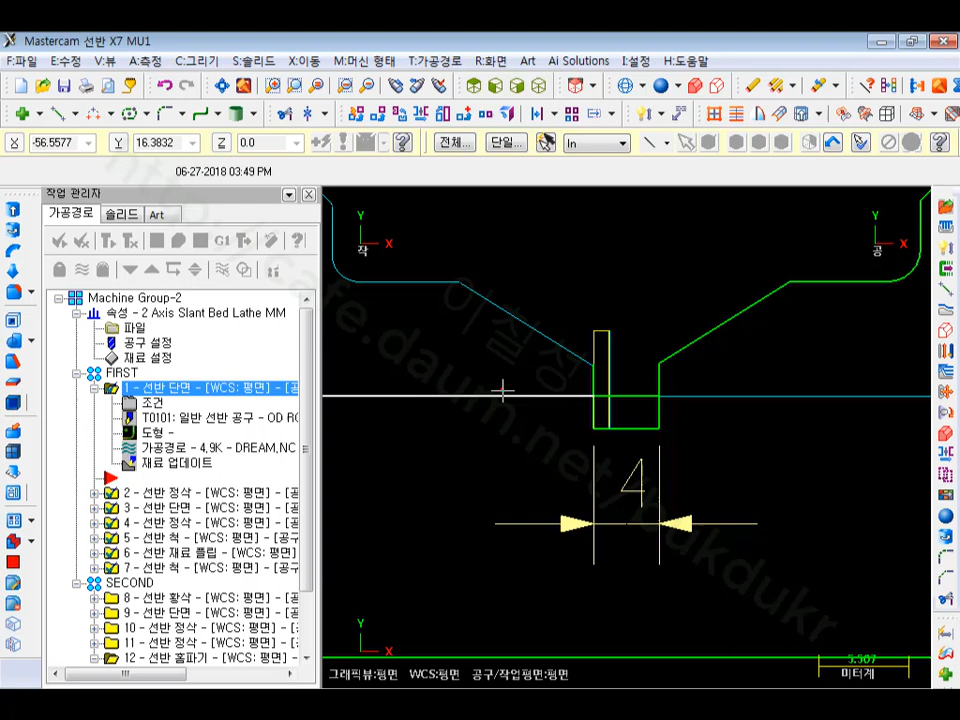 Mastercam 선반 X7 MU1
F:파일 E:수정 V:뷰 A:측정 C:그리기 S:솔리드 X:이동 M:머신 형태 T:가공경로 R:화면 Art Ai Solutions I:설정 H:도움말
X -56.5577 Y 16.3832 Z 0.0 전체... 단일... In
06-27-2018 03:49 PM
작업 관리자
가공경로 솔리드 Art
G1
Machine Group-2
속성 - 2 Axis Slant Bed Lathe MM
파일
공구 설정
재료 설정
FIRST
1 - 선반 단면 - [WCS: 평면] - [공
조건
T0101: 일반 선반 공구 - OD RO
도형 -
가공경로 - 4,9K - DREAM,NC
재료 업데이트
2 - 선반 정삭 - [WCS: 평면] - [공
3 - 선반 단면 - [WCS: 평면] - [공
4 - 선반 정삭 - [WCS: 평면] - [공
5 - 선반 척 - [WCS: 평면] - [공구
6 - 선반 재료 플립 - [WCS: 평면]
7 - 선반 척 - [WCS: 평면] - [공구
SECOND
8 - 선반 황삭 - [WCS: 평면] - [공
9 - 선반 단면 - [WCS: 평면] - [공
10 - 선반 정삭 - [WCS: 평면] - [공
11 - 선반 정삭 - [WCS: 평면] - [공
12 - 선반 홈파기 - [WCS: 평면] -
Y X 작
Y X 공
4
Y X
그래픽뷰:평면 WCS:평면 공구/작업평면:평면
5.507
미터계